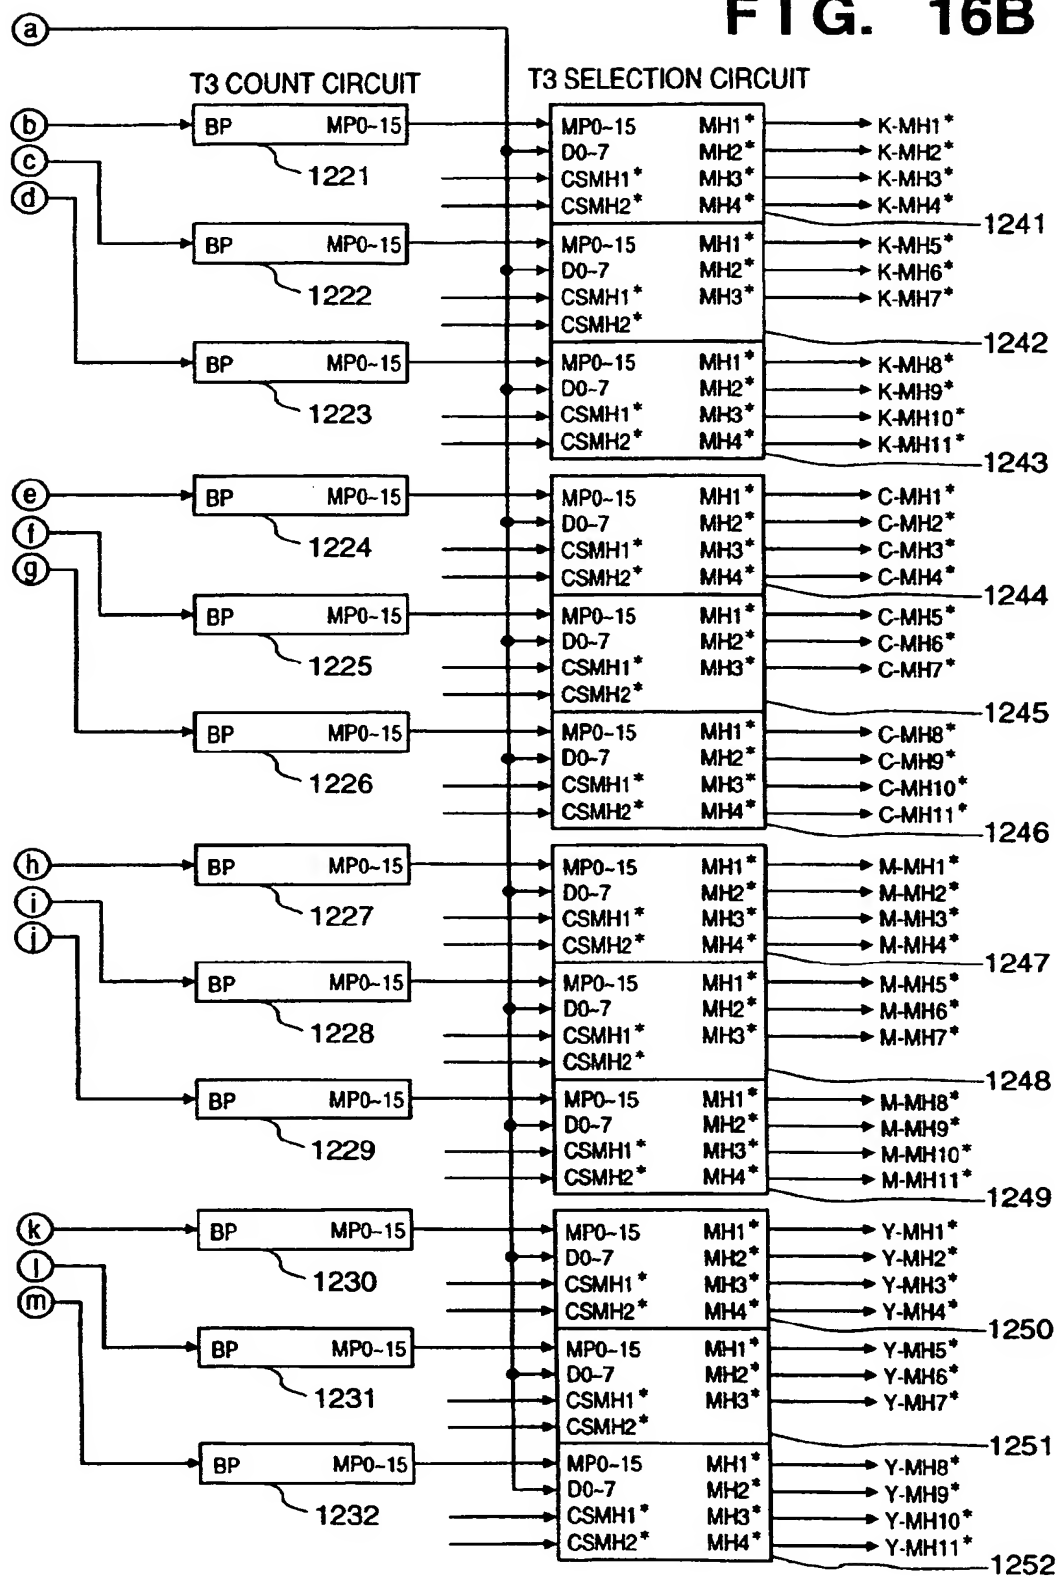 FIG. 16B
a
T3 COUNT CIRCUIT T3 SELECTION CIRCUIT
b BP MP0~15 MP0~15 MH1* K-MH1*
c D0~7 MH2* K-MH2*
1221 CSMH1* MH3* K-MH3*
d CSMH2* MH4* K-MH4*
1241
BP MP0~15 MP0~15 MH1* K-MH5*
D0~7 MH2* K-MH6*
1222 CSMH1* MH3* K-MH7*
CSMH2*
1242
BP MP0~15 MP0~15 MH1* K-MH8*
D0~7 MH2* K-MH9*
1223 CSMH1* MH3* K-MH10*
CSMH2* MH4* K-MH11*
1243
e BP MP0~15 MP0~15 MH1* C-MH1*
f D0~7 MH2* C-MH2*
1224 CSMH1* MH3* C-MH3*
g CSMH2* MH4* C-MH4*
1244
BP MP0~15 MP0~15 MH1* C-MH5*
D0~7 MH2* C-MH6*
1225 CSMH1* MH3* C-MH7*
CSMH2*
1245
BP MP0~15 MP0~15 MH1* C-MH8*
D0~7 MH2* C-MH9*
1226 CSMH1* MH3* C-MH10*
CSMH2* MH4* C-MH11*
1246
h BP MP0~15 MP0~15 MH1* M-MH1*
i D0~7 MH2* M-MH2*
1227 CSMH1* MH3* M-MH3*
j CSMH2* MH4* M-MH4*
1247
BP MP0~15 MP0~15 MH1* M-MH5*
D0~7 MH2* M-MH6*
1228 CSMH1* MH3* M-MH7*
CSMH2*
1248
BP MP0~15 MP0~15 MH1* M-MH8*
D0~7 MH2* M-MH9*
1229 CSMH1* MH3* M-MH10*
CSMH2* MH4* M-MH11*
1249
k BP MP0~15 MP0~15 MH1* Y-MH1*
l D0~7 MH2* Y-MH2*
1230 CSMH1* MH3* Y-MH3*
m CSMH2* MH4* Y-MH4*
1250
BP MP0~15 MP0~15 MH1* Y-MH5*
D0~7 MH2* Y-MH6*
1231 CSMH1* MH3* Y-MH7*
CSMH2*
1251
BP MP0~15 MP0~15 MH1* Y-MH8*
D0~7 MH2* Y-MH9*
1232 CSMH1* MH3* Y-MH10*
CSMH2* MH4* Y-MH11*
1252